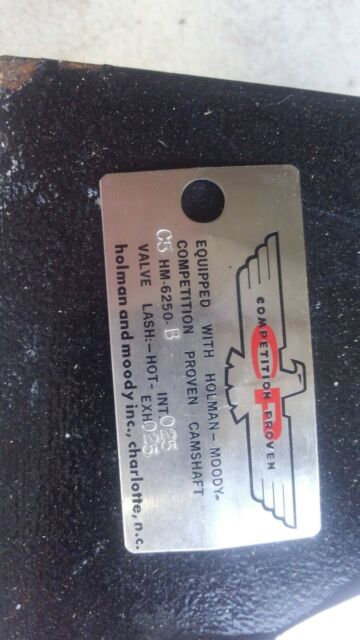 COMPETITION PROVEN
CP
EQUIPPED WITH HOLMAN-MOODY-
COMPETITION PROVEN CAMSHAFT
C5 HM-6250-B
VALVE LASH:-HOT- INT 025
EXH 025
holman and moody inc., charlotte, n.c.